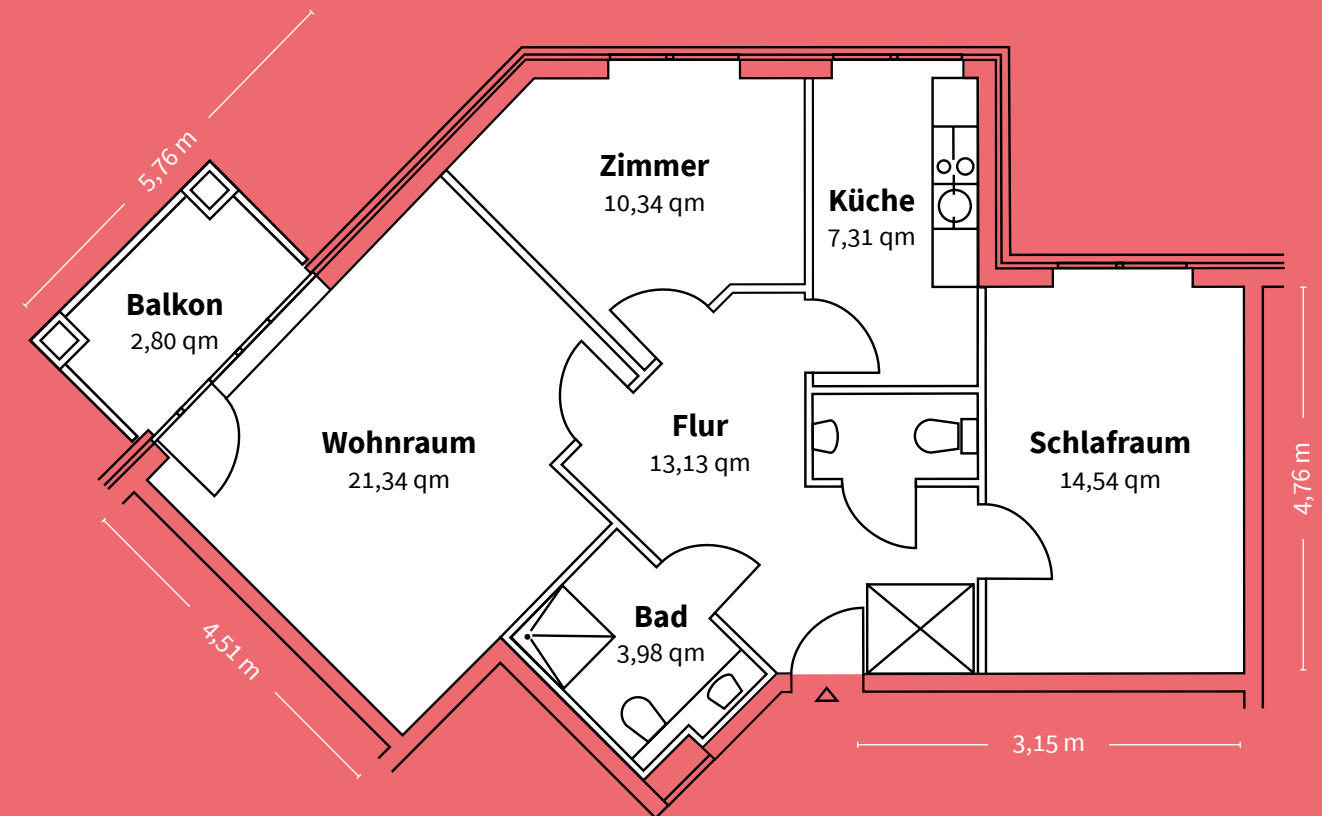 5,76 m
Zimmer
10,34 qm
Küche
7,31 qm
Balkon
2,80 qm
Wohnraum
21,34 qm
Flur
13,13 qm
Schlafraum
14,54 qm
4,76 m
Bad
3,98 qm
4,51 m
3,15 m